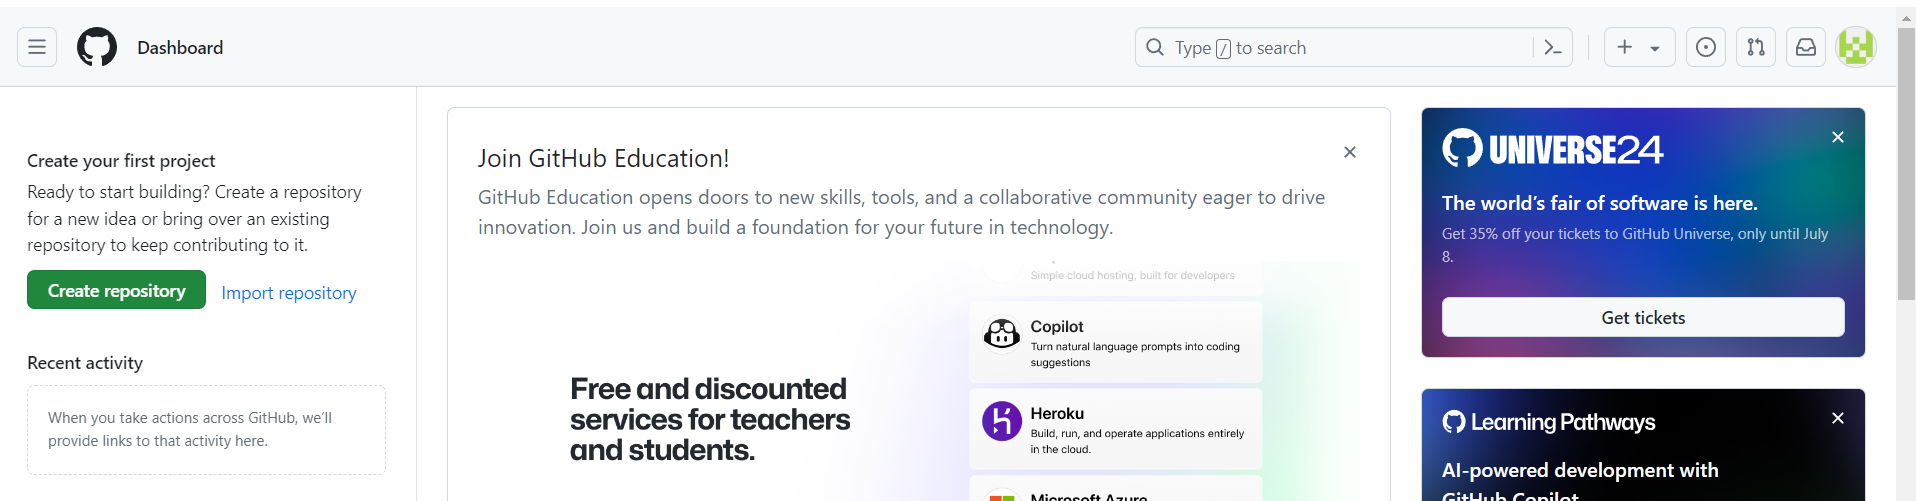 Dashboard
Type / to search
Create your first project
Ready to start building? Create a repository
for a new idea or bring over an existing
repository to keep contributing to it.
Create repository
Import repository
Recent activity
When you take actions across GitHub, we'll
provide links to that activity here.
Join GitHub Education!
GitHub Education opens doors to new skills, tools, and a collaborative community eager to drive
innovation. Join us and build a foundation for your future in technology.
Free and discounted
services for teachers
and students.
Simple cloud hosting, built for developers
Copilot
Turn natural language prompts into coding
suggestions
Heroku
Build, run, and operate applications entirely
in the cloud.
Microsoft Azure
UNIVERSE24
The world's fair of software is here.
Get 35% off your tickets to GitHub Universe, only until July
8.
Get tickets
Learning Pathways
AI-powered development with
GitHub Copilot